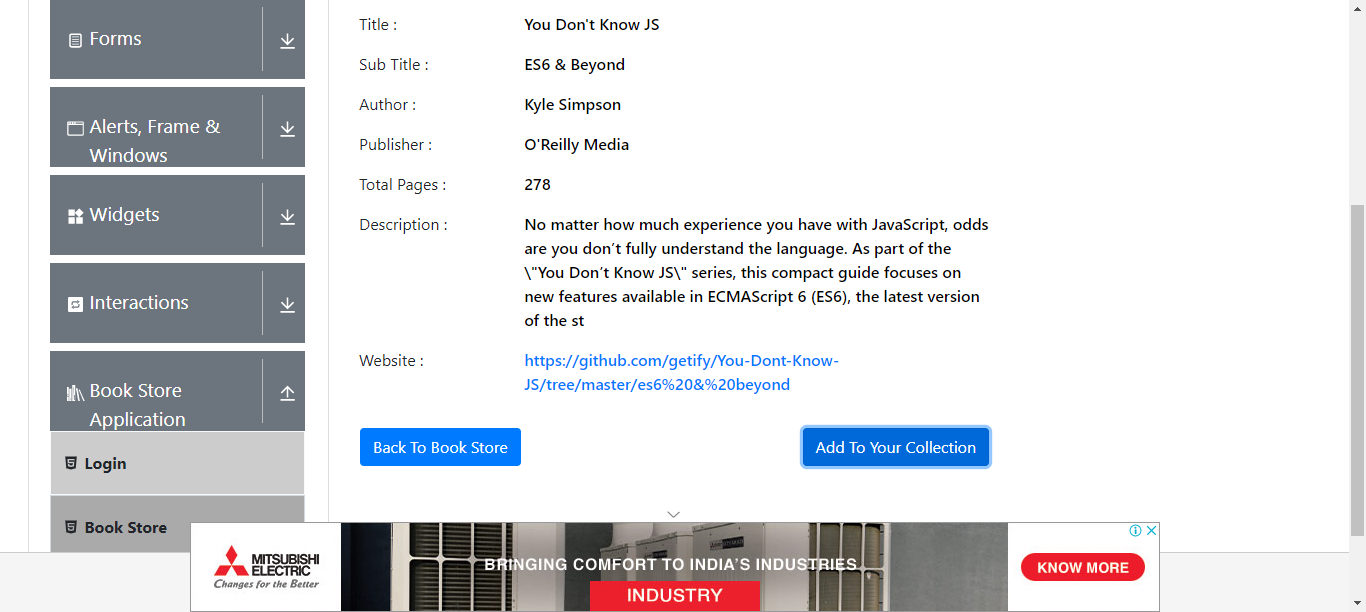 Forms
Alerts, Frame &
Windows
Widgets
Interactions
Book Store
Application
Login
Book Store
Title :
You Don't Know JS
Sub Title :
ES6 & Beyond
Author :
Kyle Simpson
Publisher :
O'Reilly Media
Total Pages :
278
Description :
No matter how much experience you have with JavaScript, odds
are you don’t fully understand the language. As part of the
\"You Don’t Know JS\" series, this compact guide focuses on
new features available in ECMAScript 6 (ES6), the latest version
of the st
Website :
https://github.com/getify/You-Dont-Know-
JS/tree/master/es6%20&%20beyond
Back To Book Store
Add To Your Collection
MITSUBISHI
ELECTRIC
Changes for the Better
BRINGING COMFORT TO INDIA'S INDUSTRIES
INDUSTRY
KNOW MORE